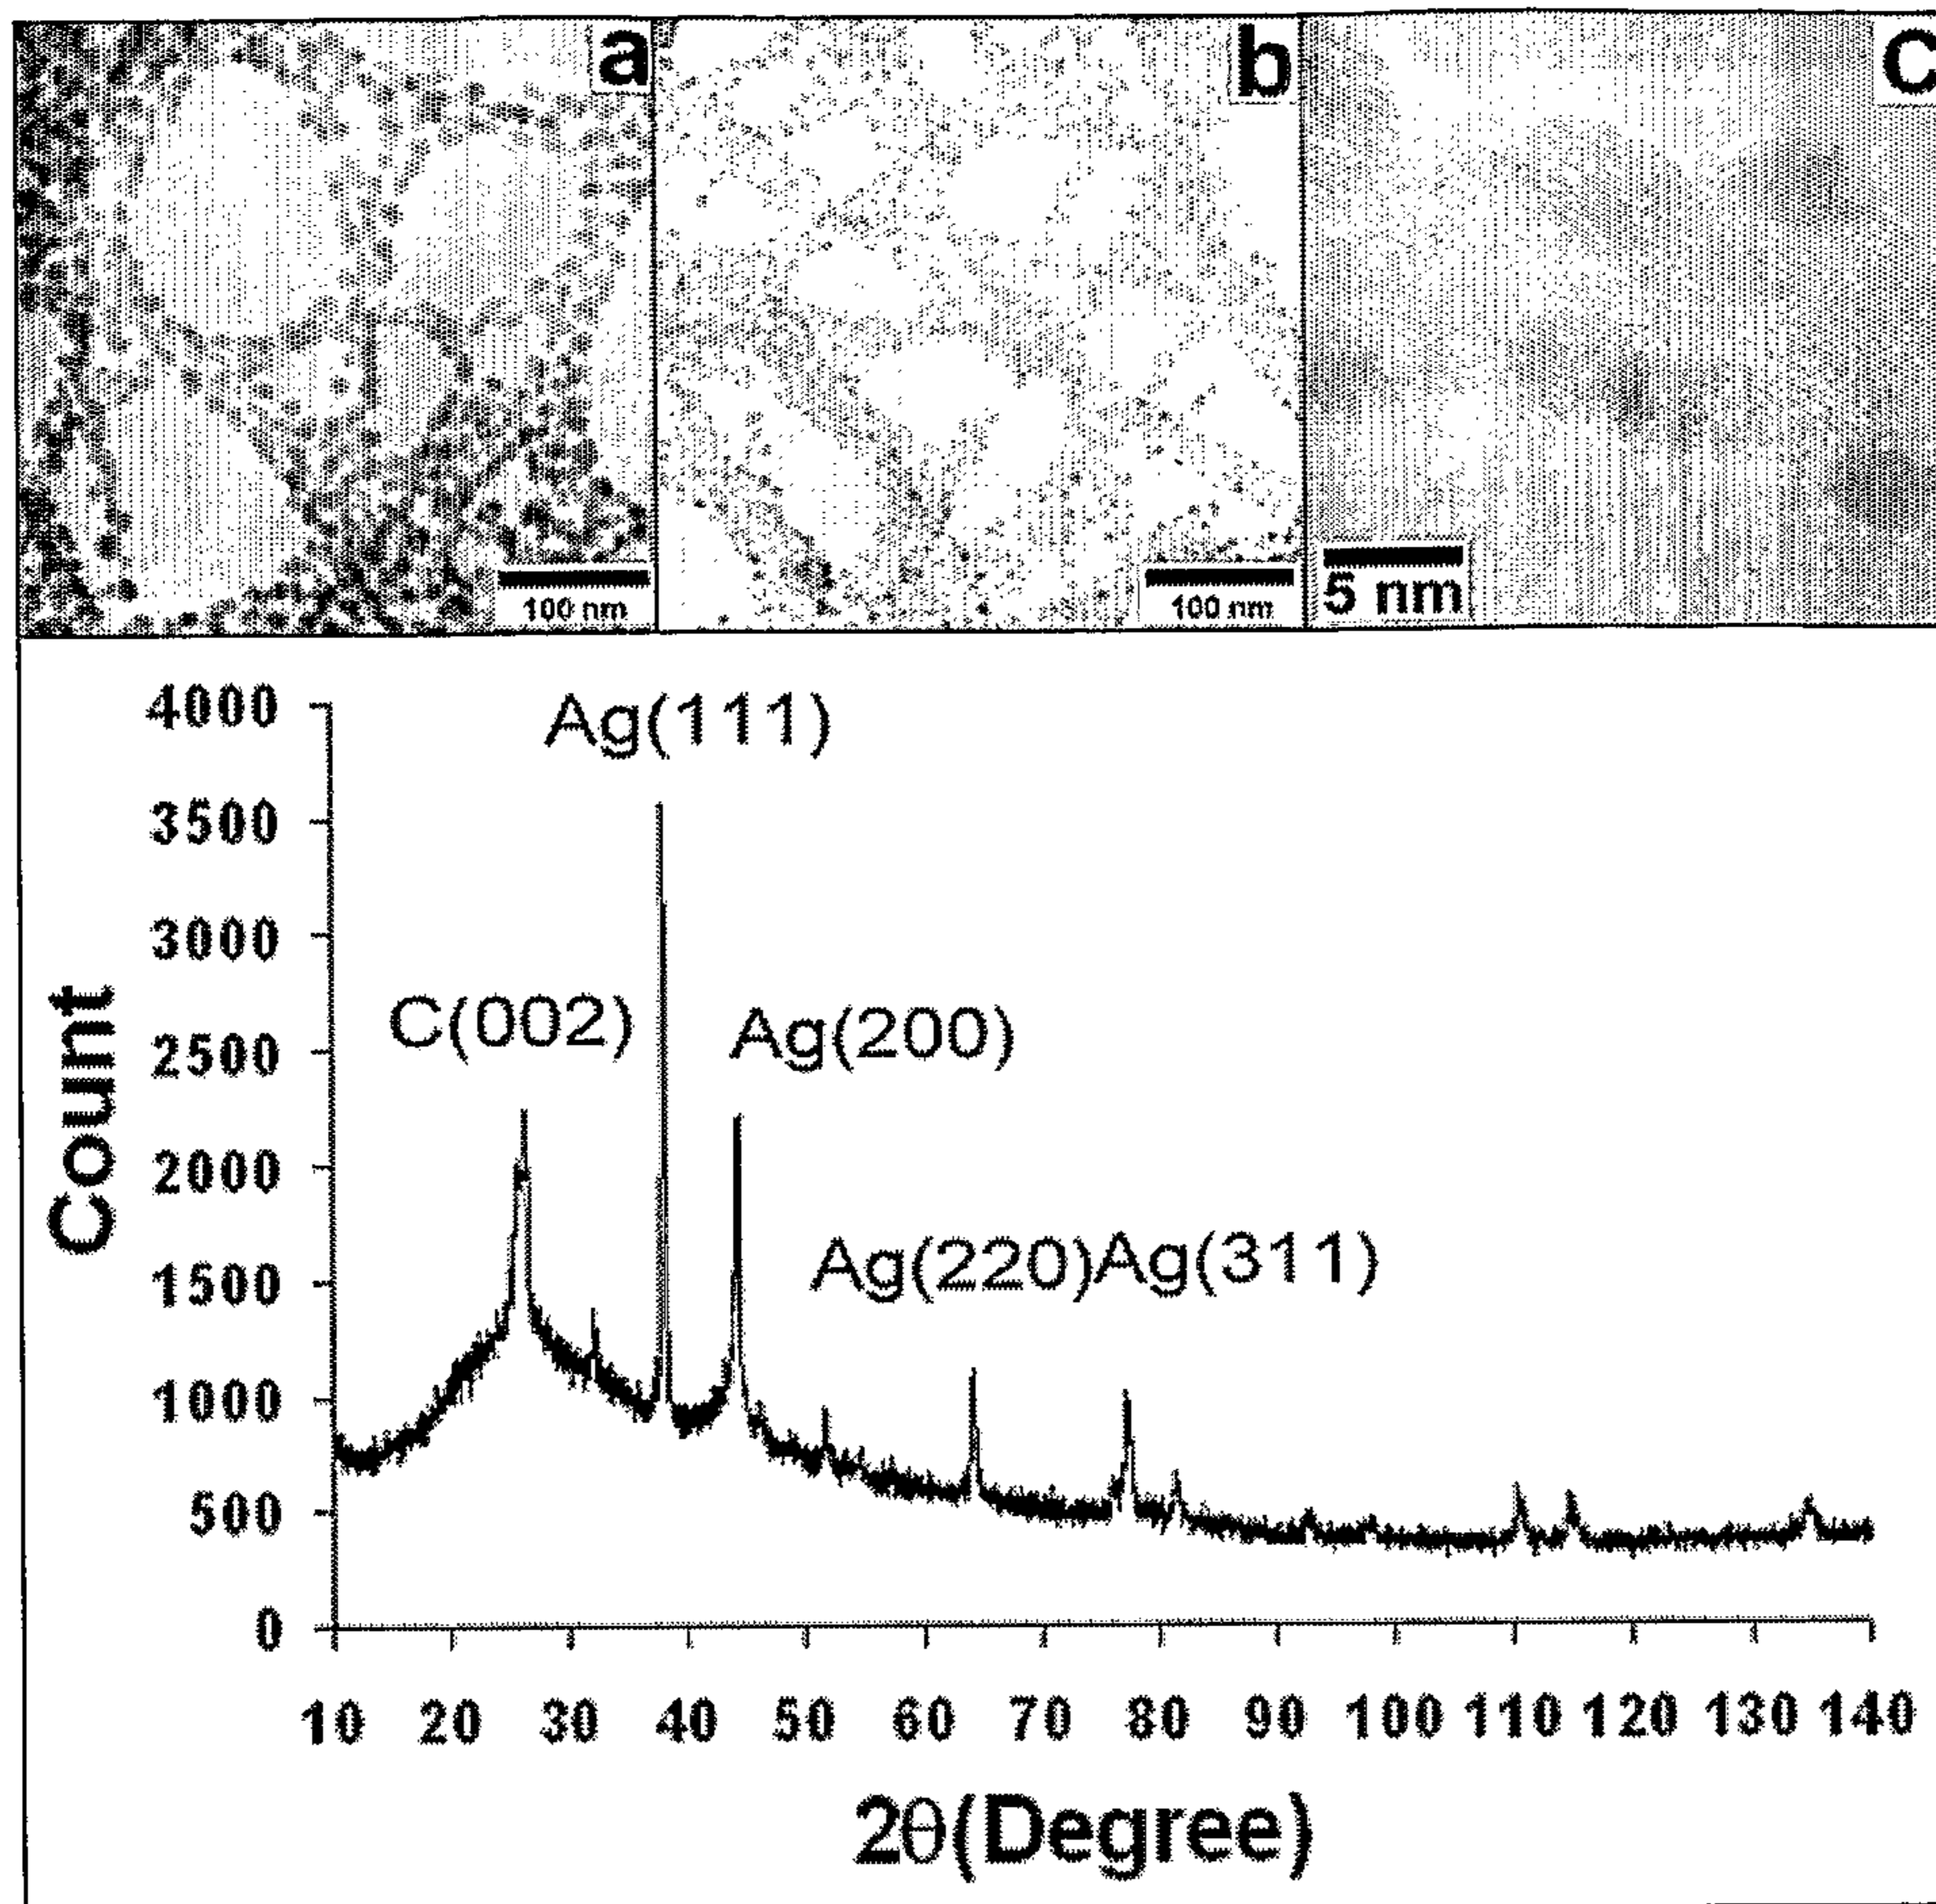 a
b
c
100 nm
100 nm
5 nm
4000
3500
3000
2500
2000
1500
1000
500
0
Count
Ag(111)
C(002)
Ag(200)
Ag(220)Ag(311)
10 20 30 40 50 60 70 80 90 100 110 120 130 140
2θ(Degree)